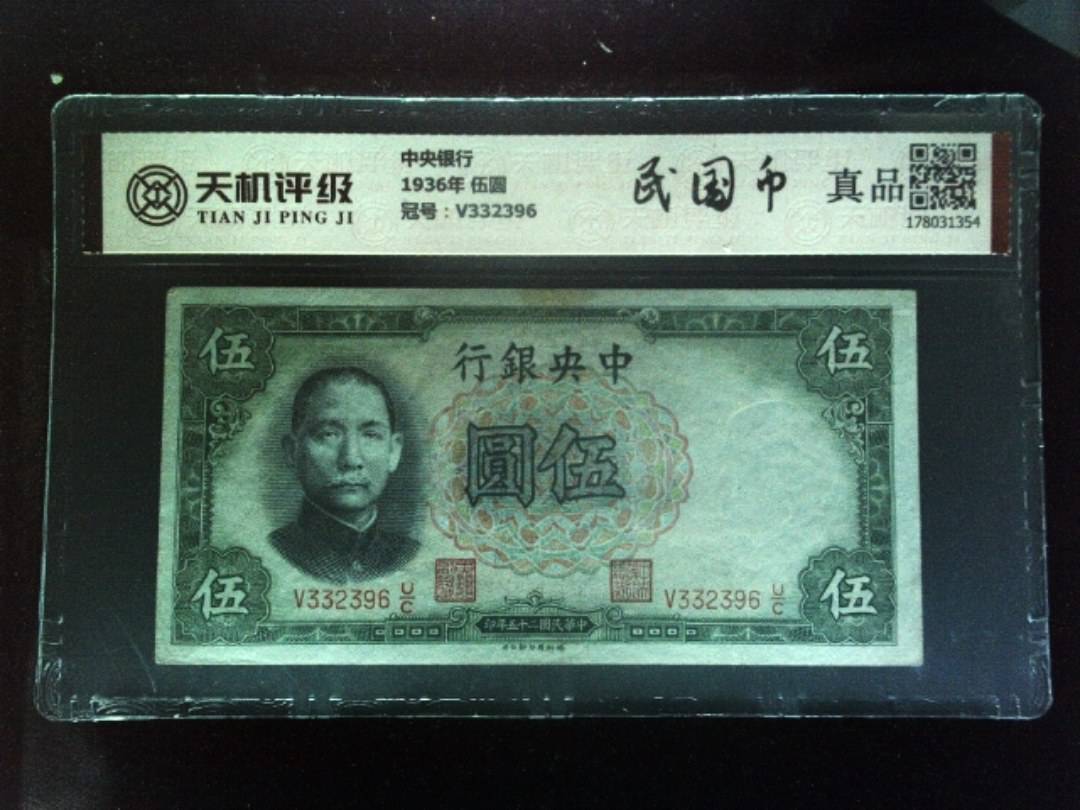 天机评级
TIAN JI PING JI
中央银行
1936年 伍圆
冠号：V332396
民国币
真品
178031354
伍
行銀央中
伍
圓伍
伍
V332396 U/C
V332396 U/C
伍
印年五十二國民華中